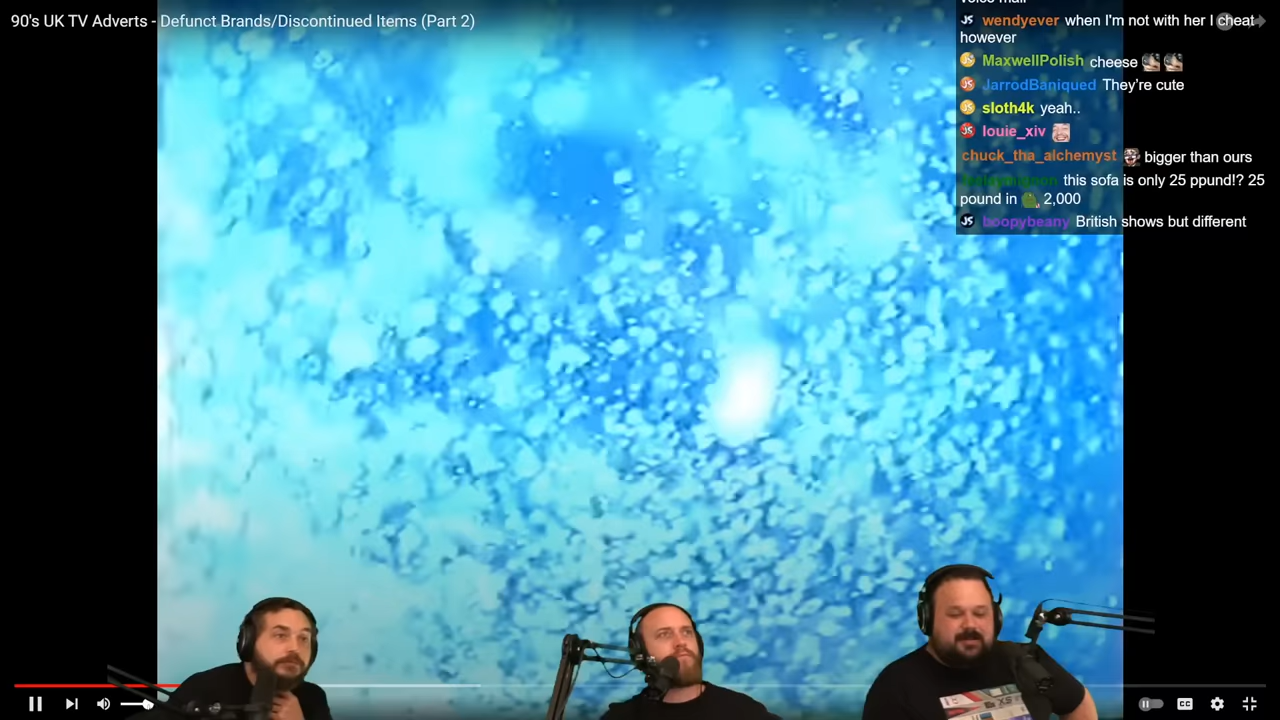 90's UK TV Adverts - Defunct Brands/Discontinued Items (Part 2)
wendyever when I'm not with her I cheat
however
MaxwellPolish cheese
JarrodBaniqued They're cute
sloth4k yeah..
louie_xiv
chuck_tha_alchemyst bigger than ours
this sofa is only 25 ppund!? 25
pound in 2,000
boopybeany British shows but different
CC